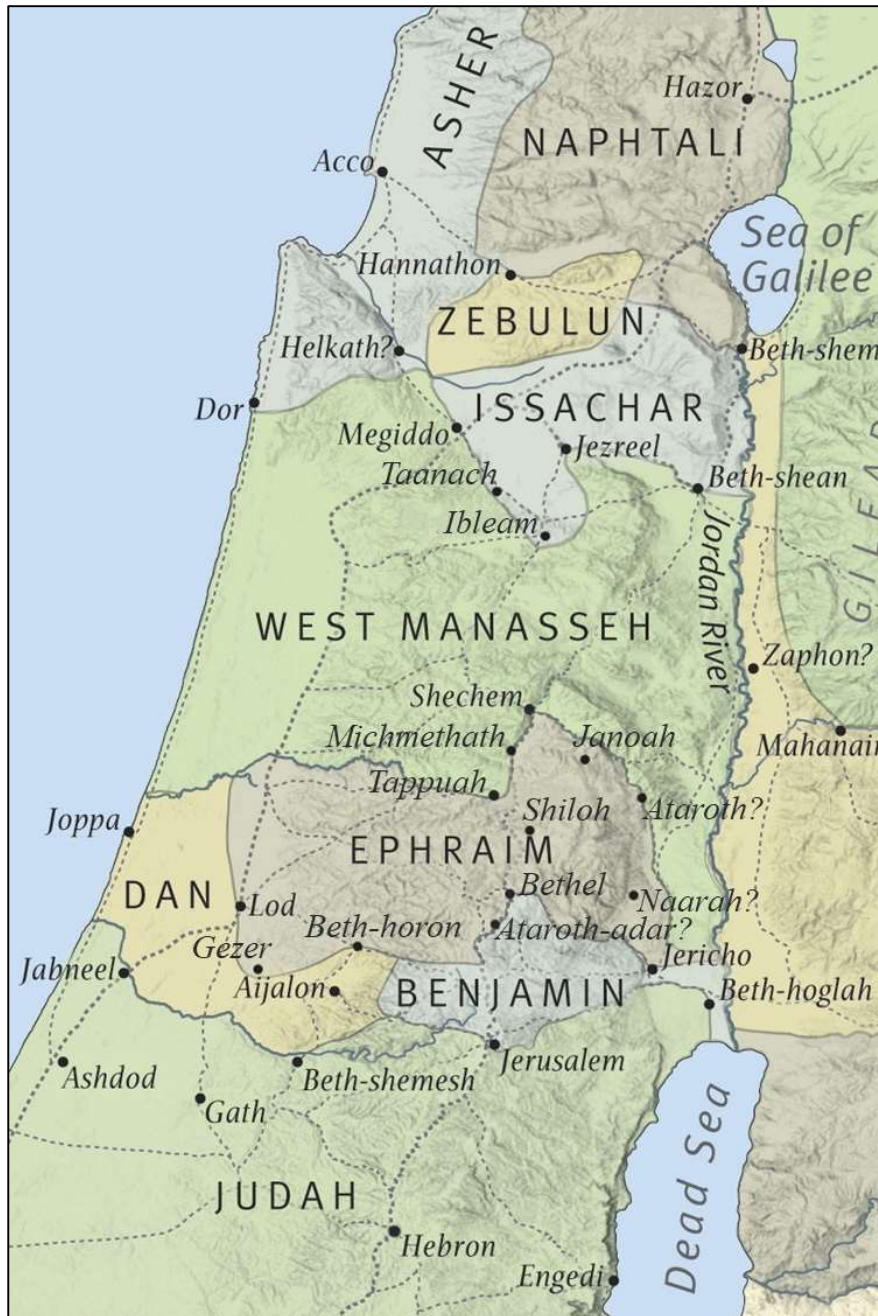 ASHER
Hazor
NAPHTALI
Acco
Sea of
Galilee
Hannathon
ZEBULUN
Helkath?
Beth-shem
Dor
ISSACHAR
Megiddo
Jezreel
Taanach
Beth-shean
Ibleam
GILEAD
Jordan River
WEST MANASSEH
Zaphon?
Shechem
Michmethath
Janoah
Mahanaim
Tappuah
Ataroth?
Joppa
Shiloh
EPHRAIM
DAN
Bethel
Naarah?
Lod
Beth-horon
Ataroth-adar?
Gezer
Jericho
Jabneel
Aijalon
BENJAMIN
Beth-hoglah
Ashdod
Beth-shemesh
Jerusalem
Gath
Dead Sea
JUDAH
Hebron
Engedi